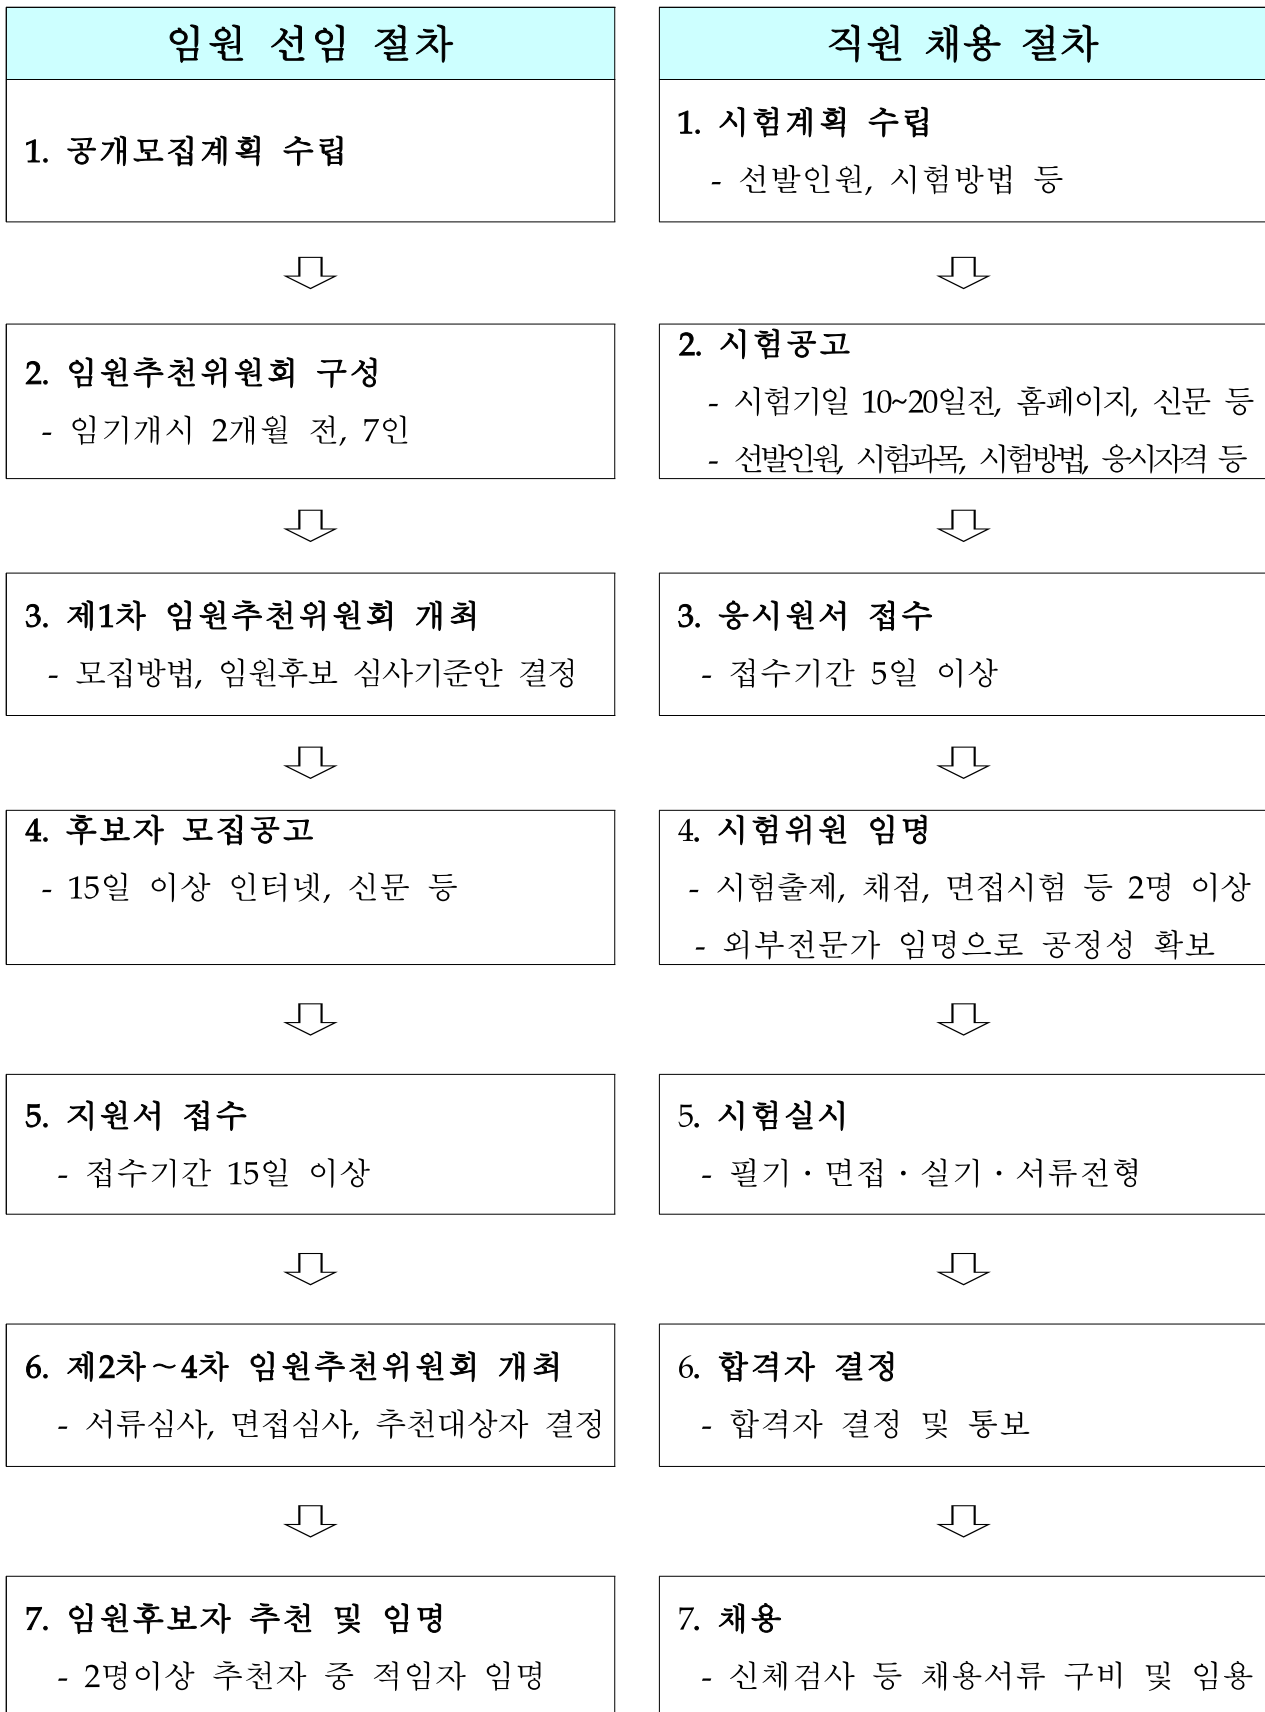 임원 선임 절차
1. 공개모집계획 수립
2. 임원추천위원회 구성
- 임기개시 2개월 전, 7인
3. 제1차 임원추천위원회 개최
- 모집방법, 임원후보 심사기준안 결정
4. 후보자 모집공고
- 15일 이상 인터넷, 신문 등
5. 지원서 접수
- 접수기간 15일 이상
6. 제2차~4차 임원추천위원회 개최
- 서류심사, 면접심사, 추천대상자 결정
7. 임원후보자 추천 및 임명
- 2명이상 추천자 중 적임자 임명
직원 채용 절차
1. 시험계획 수립
- 선발인원, 시험방법 등
2. 시험공고
- 시험기일 10~20일전, 홈페이지, 신문 등
- 선발인원, 시험과목, 시험방법, 응시자격 등
3. 응시원서 접수
- 접수기간 5일 이상
4. 시험위원 임명
- 시험출제, 채점, 면접시험 등 2명 이상
- 외부전문가 임명으로 공정성 확보
5. 시험실시
- 필기·면접·실기·서류전형
6. 합격자 결정
- 합격자 결정 및 통보
7. 채용
- 신체검사 등 채용서류 구비 및 임용